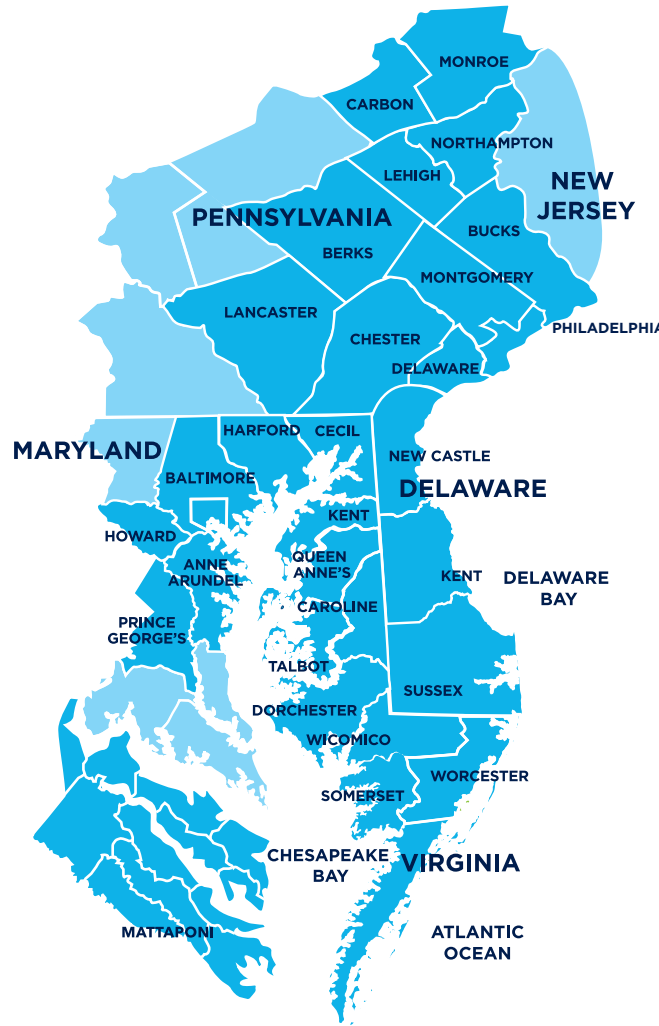 MONROE
CARBON
NORTHAMPTON
LEHIGH
NEW
JERSEY
PENNSYLVANIA
BUCKS
BERKS
MONTGOMERY
LANCASTER
PHILADELPHIA
CHESTER
DELAWARE
HARFORD
CECIL
MARYLAND
NEW CASTLE
BALTIMORE
DELAWARE
KENT
HOWARD
QUEEN
ANNE'S
ANNE
ARUNDEL
KENT
DELAWARE
BAY
CAROLINE
PRINCE
GEORGE'S
TALBOT
SUSSEX
DORCHESTER
WICOMICO
WORCESTER
SOMERSET
CHESAPEAKE
BAY
VIRGINIA
MATTAPONI
ATLANTIC
OCEAN